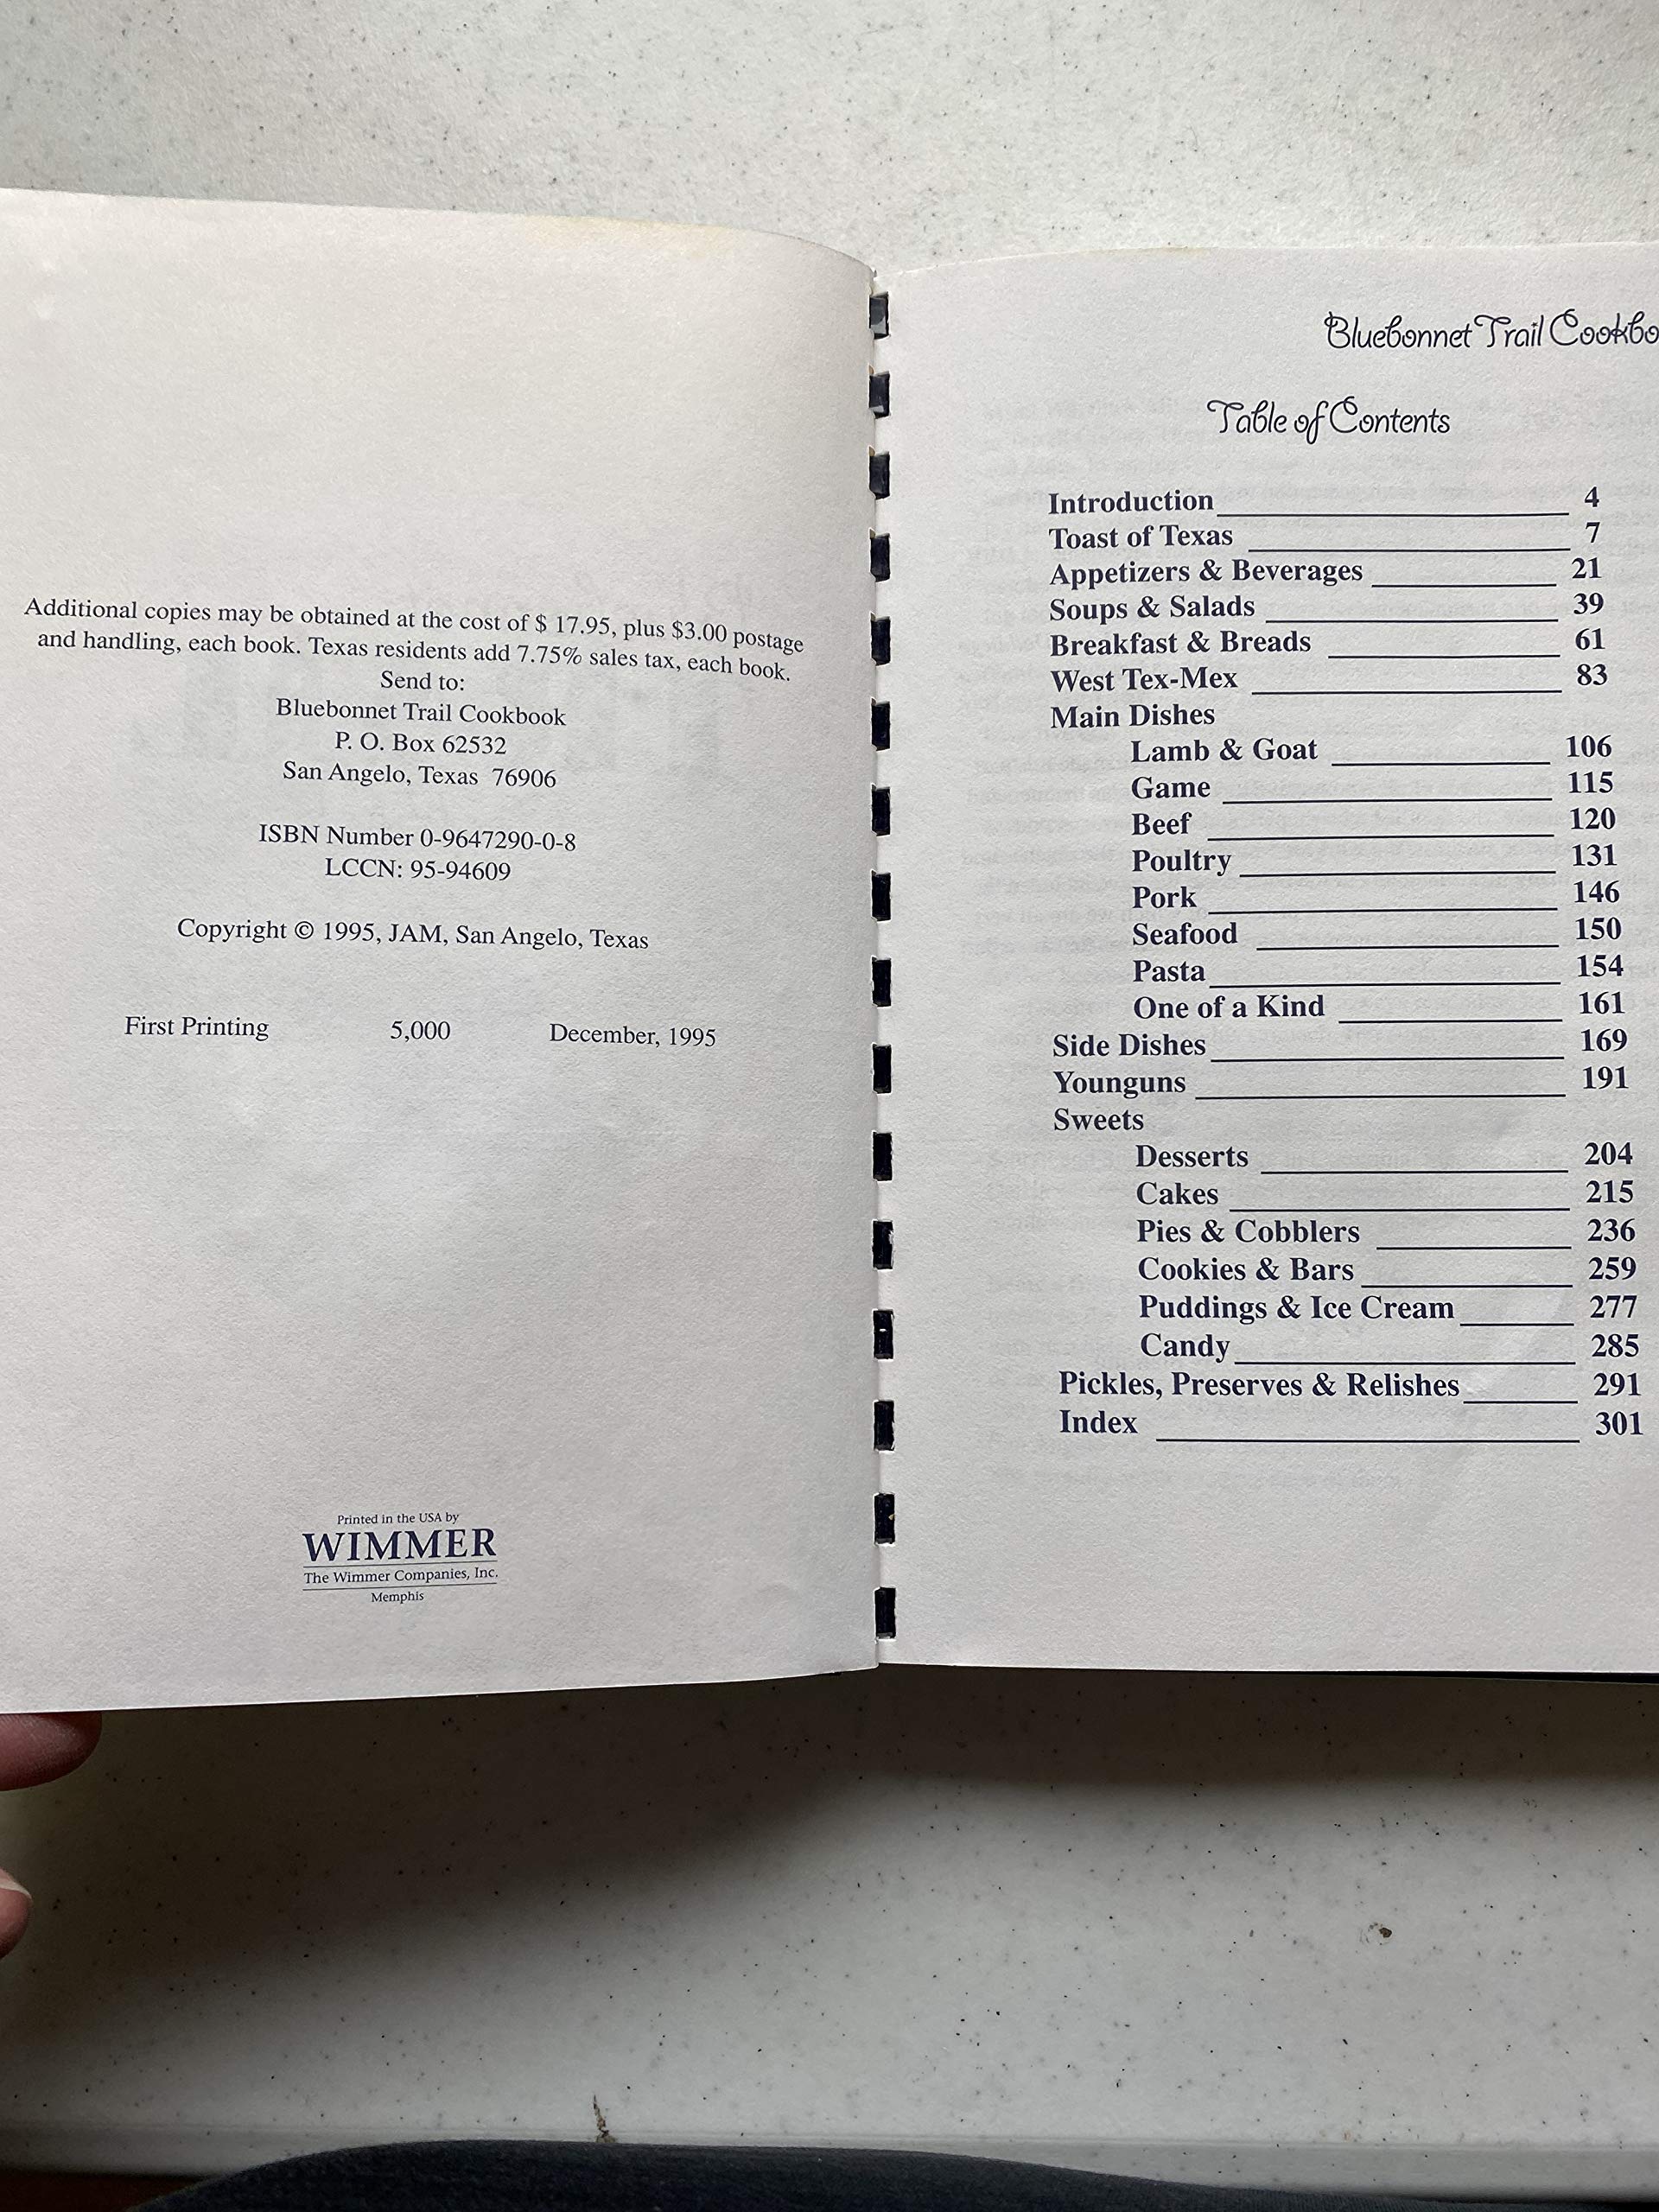 Additional copies may be obtained at the cost of $ 17.95, plus $3.00 postage
and handling, each book. Texas residents add 7.75% sales tax, each book.
Send to:
Bluebonnet Trail Cookbook
P. O. Box 62532
San Angelo, Texas 76906
ISBN Number 0-9647290-0-8
LCCN: 95-94609
Copyright © 1995, JAM, San Angelo, Texas
First Printing 5,000 December, 1995
Printed in the USA by
WIMMER
The Wimmer Companies, Inc.
Memphis
Bluebonnet Trail Cookbo
Table of Contents
Introduction 4
Toast of Texas 7
Appetizers & Beverages 21
Soups & Salads 39
Breakfast & Breads 61
West Tex-Mex 83
Main Dishes
Lamb & Goat 106
Game 115
Beef 120
Poultry 131
Pork 146
Seafood 150
Pasta 154
One of a Kind 161
Side Dishes 169
Younguns 191
Sweets
Desserts 204
Cakes 215
Pies & Cobblers 236
Cookies & Bars 259
Puddings & Ice Cream 277
Candy 285
Pickles, Preserves & Relishes 291
Index 301